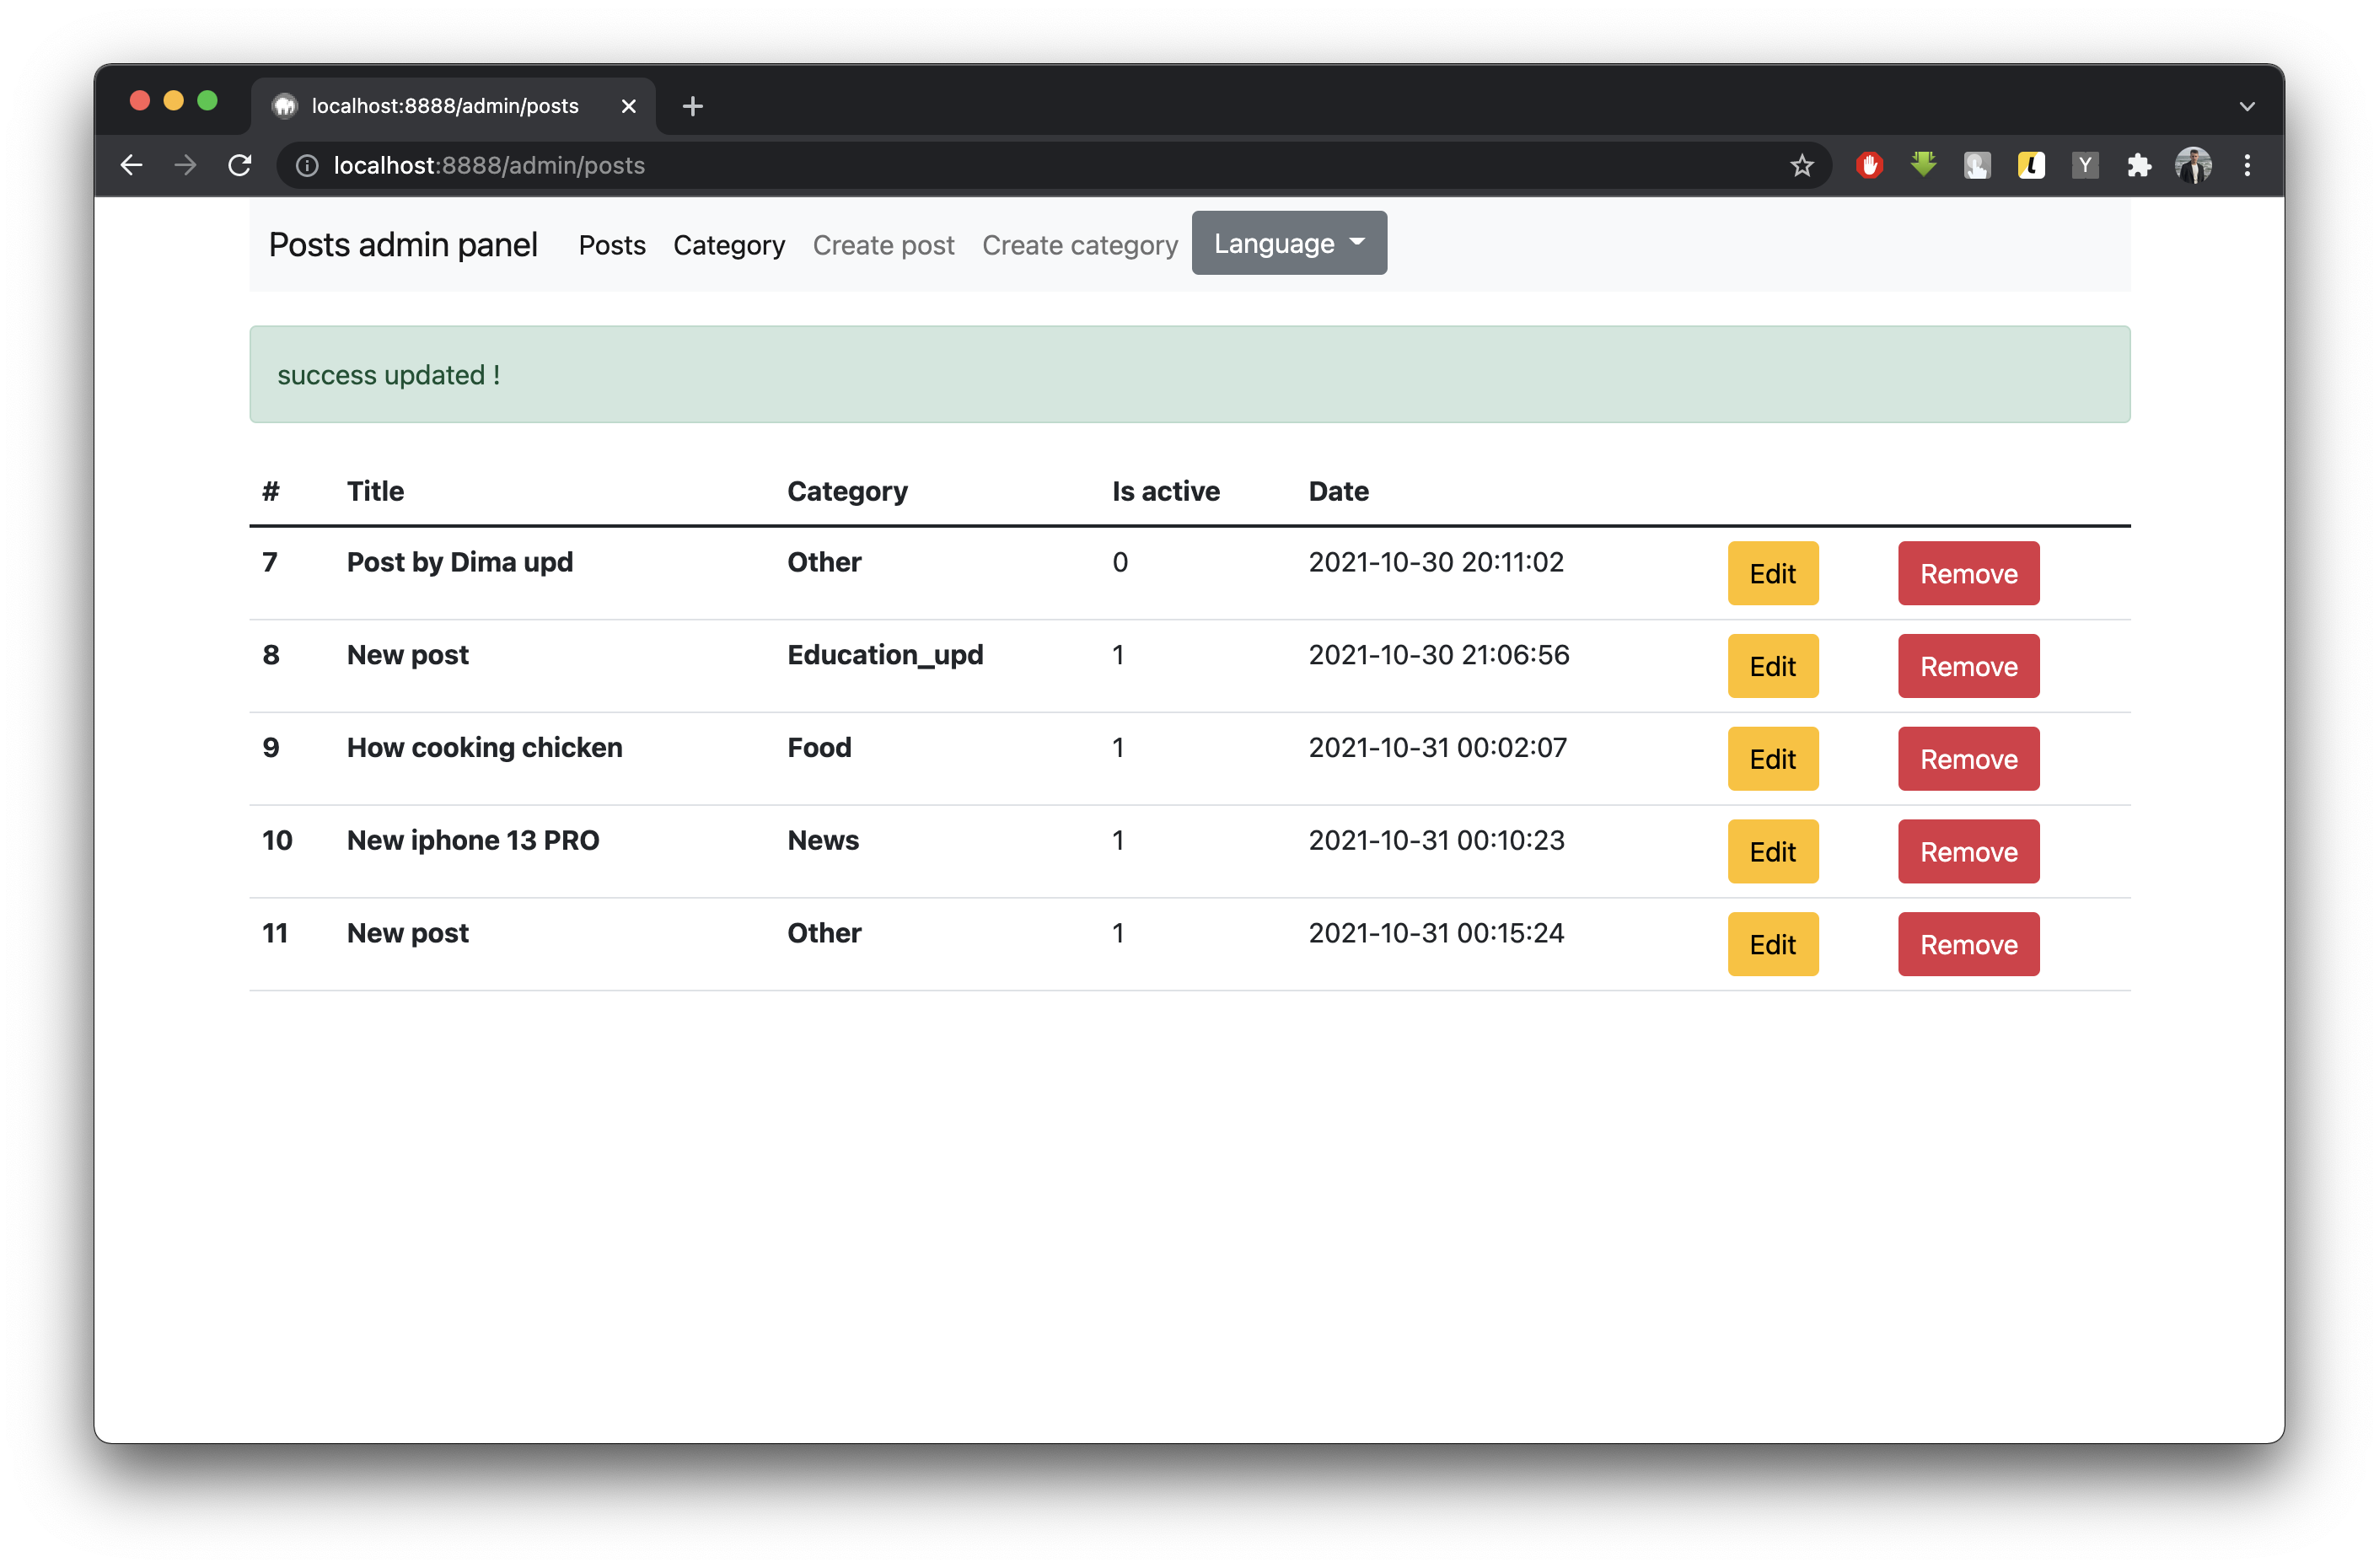 localhost:8888/admin/posts
localhost:8888/admin/posts
Y
Posts admin panel Posts Category Create post Create category Language
success updated !
# Title Category Is active Date
7 Post by Dima upd Other 0 2021-10-30 20:11:02 Edit Remove
8 New post Education_upd 1 2021-10-30 21:06:56 Edit Remove
9 How cooking chicken Food 1 2021-10-31 00:02:07 Edit Remove
10 New iphone 13 PRO News 1 2021-10-31 00:10:23 Edit Remove
11 New post Other 1 2021-10-31 00:15:24 Edit Remove